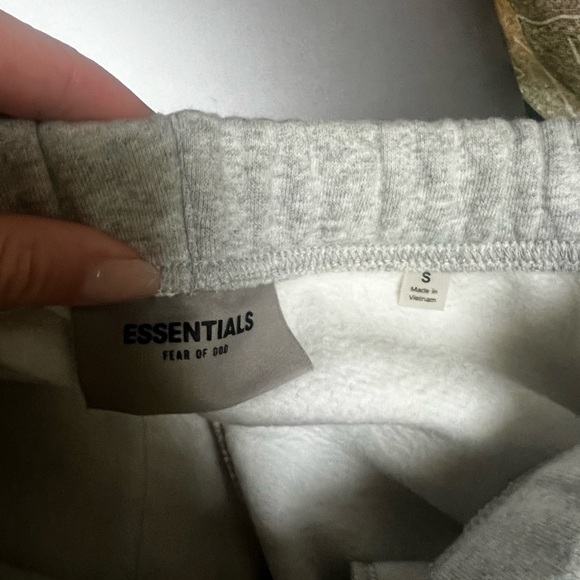 ESSENTIALS
FEAR OF GOD
S
Made in
Vietnam